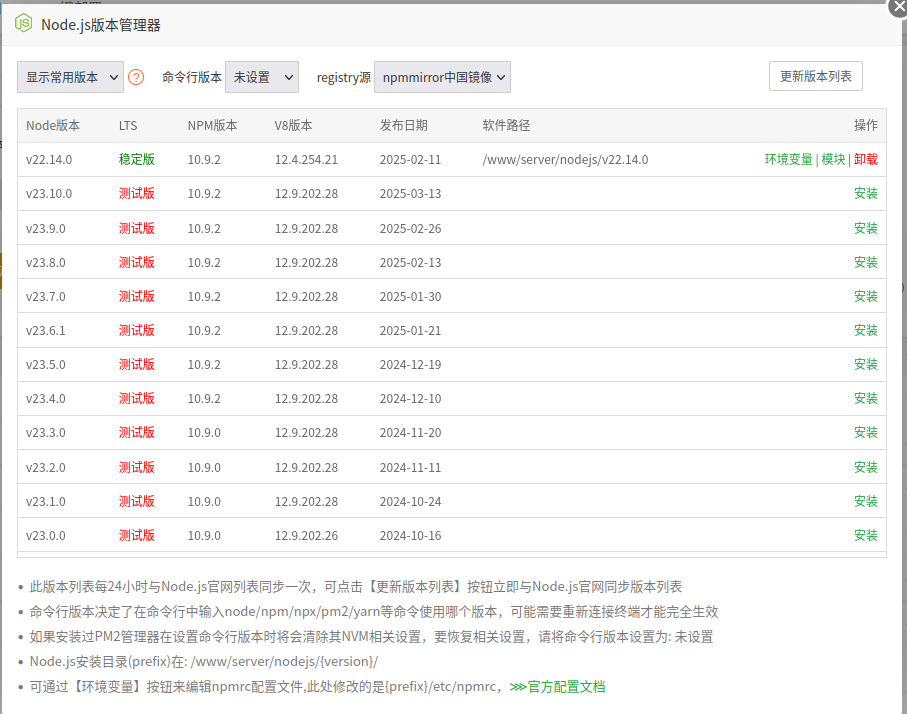 Node.js版本管理器
显示常用版本 ? 命令行版本 未设置 registry源 npmmirror中国镜像 更新版本列表
Node版本 LTS NPM版本 V8版本 发布日期 软件路径 操作
v22.14.0 稳定版 10.9.2 12.4.254.21 2025-02-11 /www/server/nodejs/v22.14.0 环境变量 | 模块 | 卸载
v23.10.0 测试版 10.9.2 12.9.202.28 2025-03-13 安装
v23.9.0 测试版 10.9.2 12.9.202.28 2025-02-26 安装
v23.8.0 测试版 10.9.2 12.9.202.28 2025-02-13 安装
v23.7.0 测试版 10.9.2 12.9.202.28 2025-01-30 安装
v23.6.1 测试版 10.9.2 12.9.202.28 2025-01-21 安装
v23.5.0 测试版 10.9.2 12.9.202.28 2024-12-19 安装
v23.4.0 测试版 10.9.2 12.9.202.28 2024-12-10 安装
v23.3.0 测试版 10.9.0 12.9.202.28 2024-11-20 安装
v23.2.0 测试版 10.9.0 12.9.202.28 2024-11-11 安装
v23.1.0 测试版 10.9.0 12.9.202.28 2024-10-24 安装
v23.0.0 测试版 10.9.0 12.9.202.26 2024-10-16 安装
• 此版本列表每24小时与Node.js官网列表同步一次，可点击【更新版本列表】按钮立即与Node.js官网同步版本列表
• 命令行版本决定了在命令行中输入node/npm/npx/pm2/yarn等命令使用哪个版本，可能需要重新连接终端才能完全生效
• 如果安装过PM2管理器在设置命令行版本时将会清除其NVM相关设置，要恢复相关设置，请将命令行版本设置为: 未设置
• Node.js安装目录(prefix)在: /www/server/nodejs/{version}/
• 可通过【环境变量】按钮来编辑npmrc配置文件,此处修改的是{prefix}/etc/npmrc，>>>官方配置文档